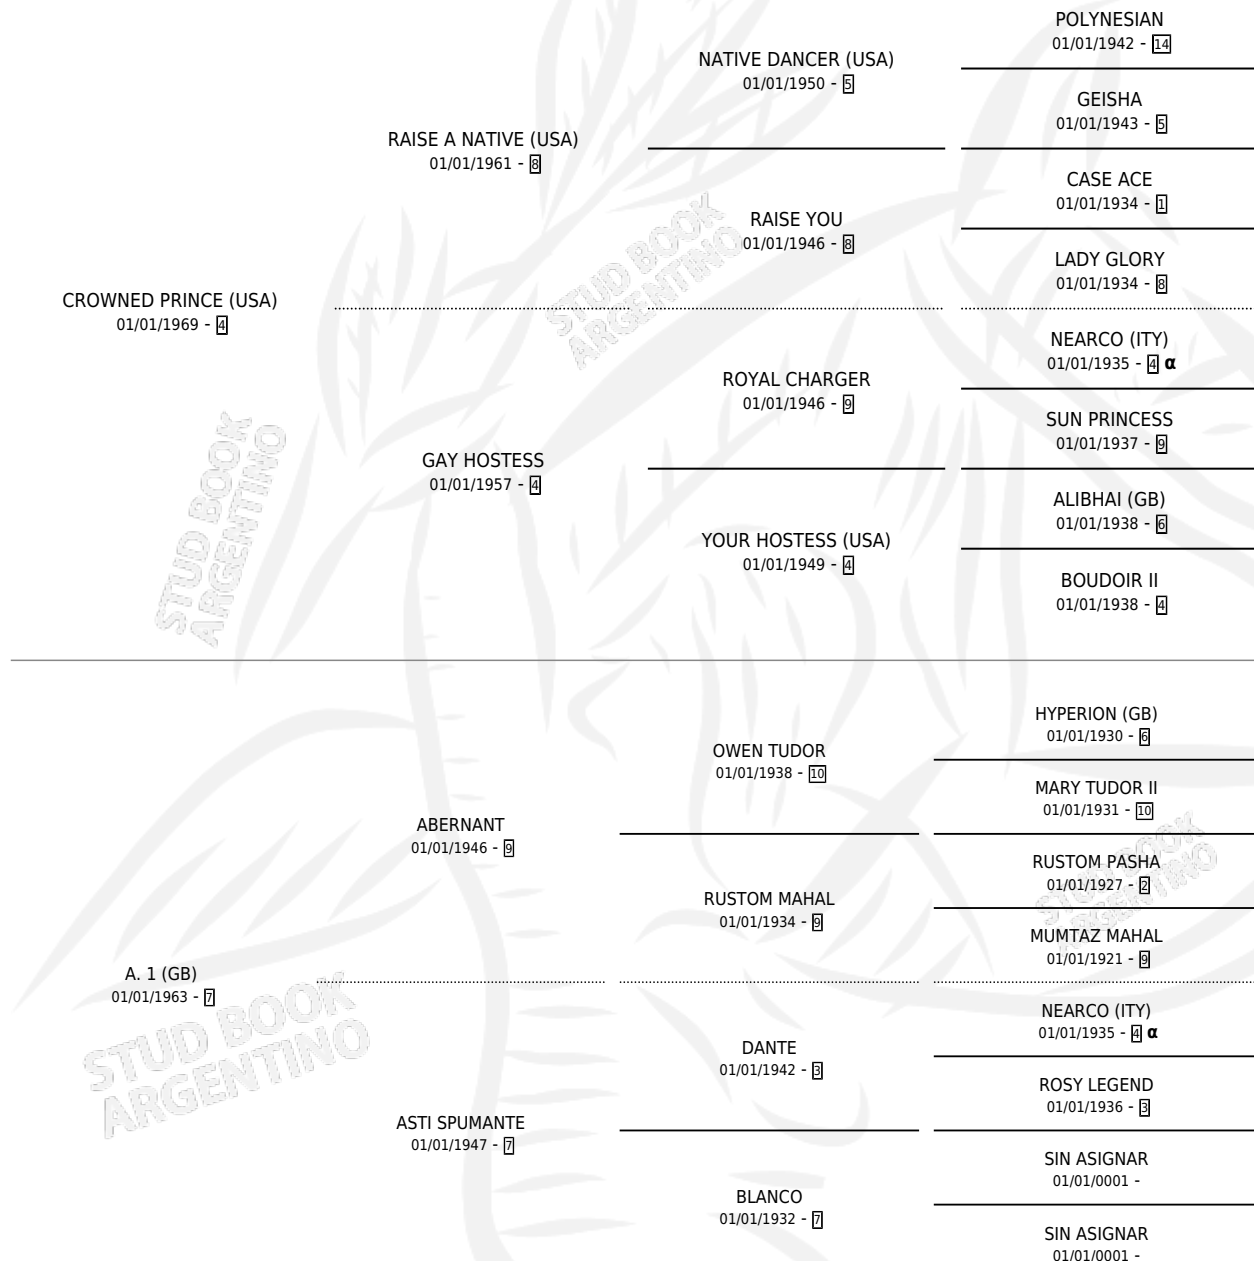 POLYNESIAN
01/01/1942 - 14
NATIVE DANCER (USA)
01/01/1950 - 5
GEISHA
01/01/1943 - 5
RAISE A NATIVE (USA)
01/01/1961 - 8
CASE ACE
01/01/1934 - 1
RAISE YOU
01/01/1946 - 8
LADY GLORY
01/01/1934 - 8
CROWNED PRINCE (USA)
01/01/1969 - 4
NEARCO (ITY)
01/01/1935 - 4 α
ROYAL CHARGER
01/01/1946 - 9
SUN PRINCESS
01/01/1937 - 9
GAY HOSTESS
01/01/1957 - 4
ALIBHAI (GB)
01/01/1938 - 6
YOUR HOSTESS (USA)
01/01/1949 - 4
BOUDOIR II
01/01/1938 - 4
HYPERION (GB)
01/01/1930 - 6
OWEN TUDOR
01/01/1938 - 10
MARY TUDOR II
01/01/1931 - 10
ABERNANT
01/01/1946 - 9
RUSTOM PASHA
01/01/1927 - 2
RUSTOM MAHAL
01/01/1934 - 9
MUMTAZ MAHAL
01/01/1921 - 9
A. 1 (GB)
01/01/1963 - 7
NEARCO (ITY)
01/01/1935 - 4 α
DANTE
01/01/1942 - 3
ROSY LEGEND
01/01/1936 - 3
ASTI SPUMANTE
01/01/1947 - 7
SIN ASIGNAR
01/01/0001 -
BLANCO
01/01/1932 - 7
SIN ASIGNAR
01/01/0001 -
STUD BOOK
ARGENTINO
STUD BOOK
ARGENTINO
STUD BOOK
ARGENTINO
STUD BOOK
ARGENTINO